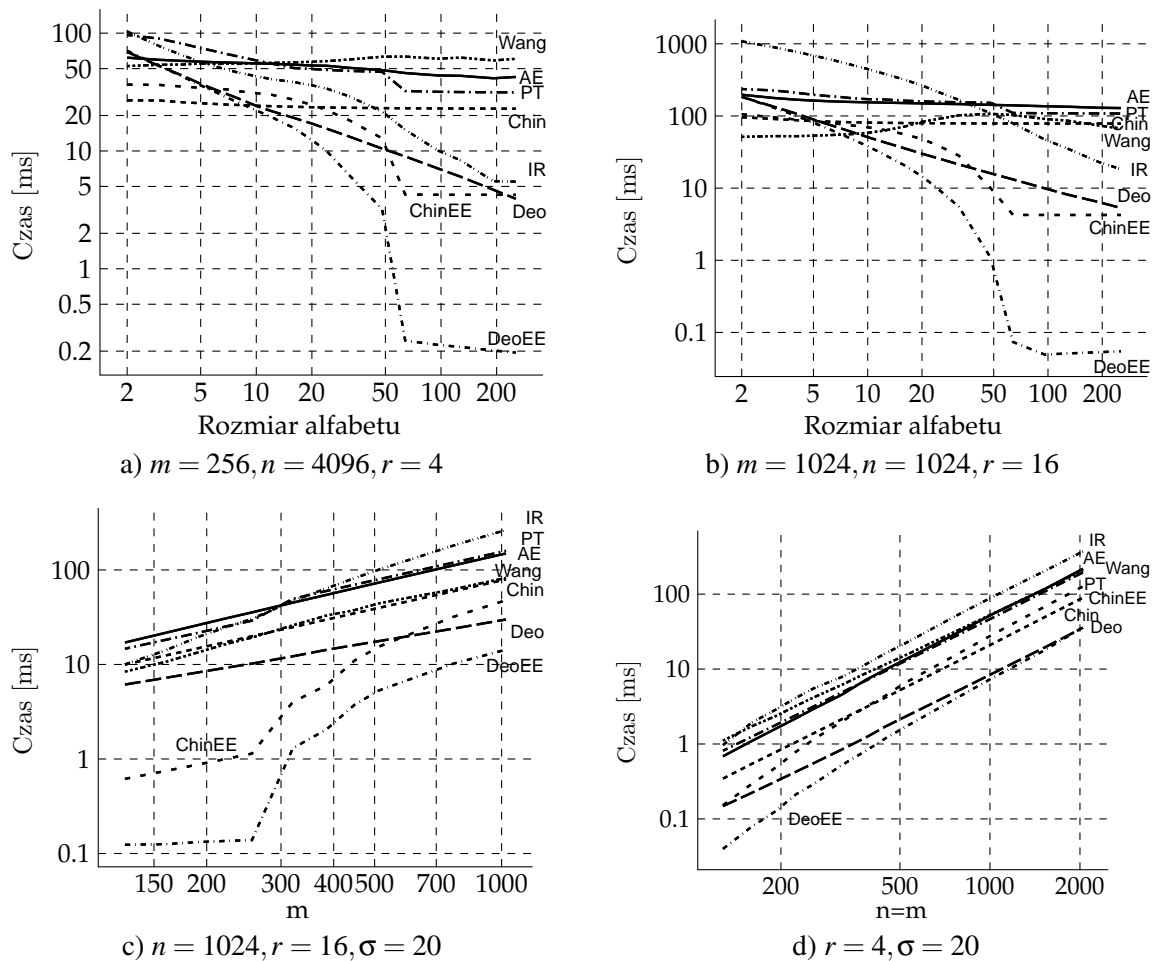 100
50
20
10
5
2
1
0.5
0.2
Czas [ms]
Wang
AE
PT
Chin
IR
ChinEE
Deo
DeoEE
2 5 10 20 50 100 200
Rozmiar alfabetu
a) m = 256, n = 4096, r = 4
1000
100
10
1
0.1
Czas [ms]
AE
PT
Chin
Wang
IR
Deo
ChinEE
DeoEE
2 5 10 20 50 100 200
Rozmiar alfabetu
b) m = 1024, n = 1024, r = 16
100
10
1
0.1
Czas [ms]
IR
PT
AE
Wang
Chin
Deo
DeoEE
ChinEE
150 200 300 400 500 700 1000
m
c) n = 1024, r = 16, σ = 20
100
10
1
0.1
Czas [ms]
IR
AE
Wang
PT
ChinEE
Chin
Deo
DeoEE
200 500 1000 2000
n=m
d) r = 4, σ = 20